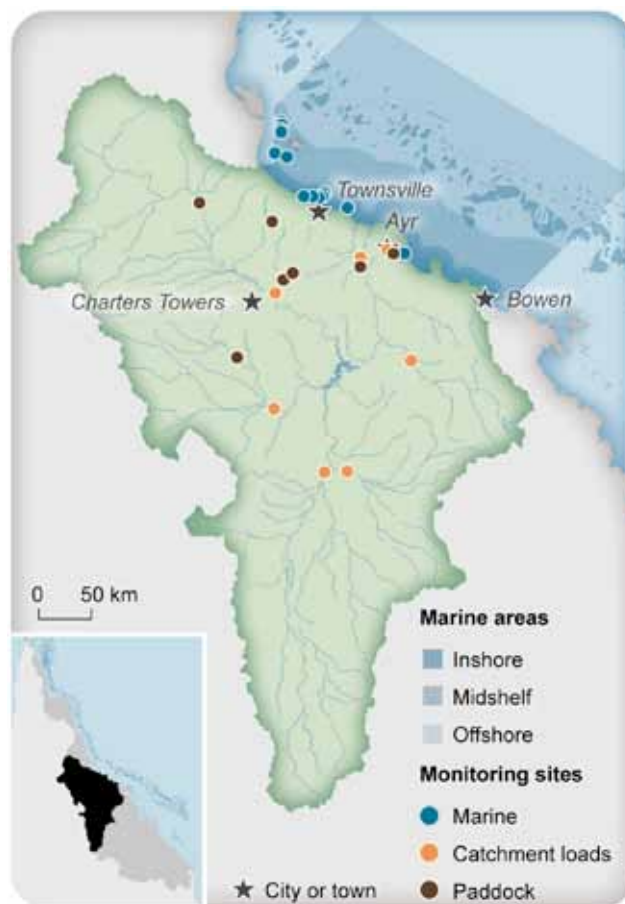 Townsville
Ayr
Charters Towers
Bowen
0 50 km
Marine areas
Inshore
Midshelf
Offshore
Monitoring sites
Marine
Catchment loads
Paddock
City or town